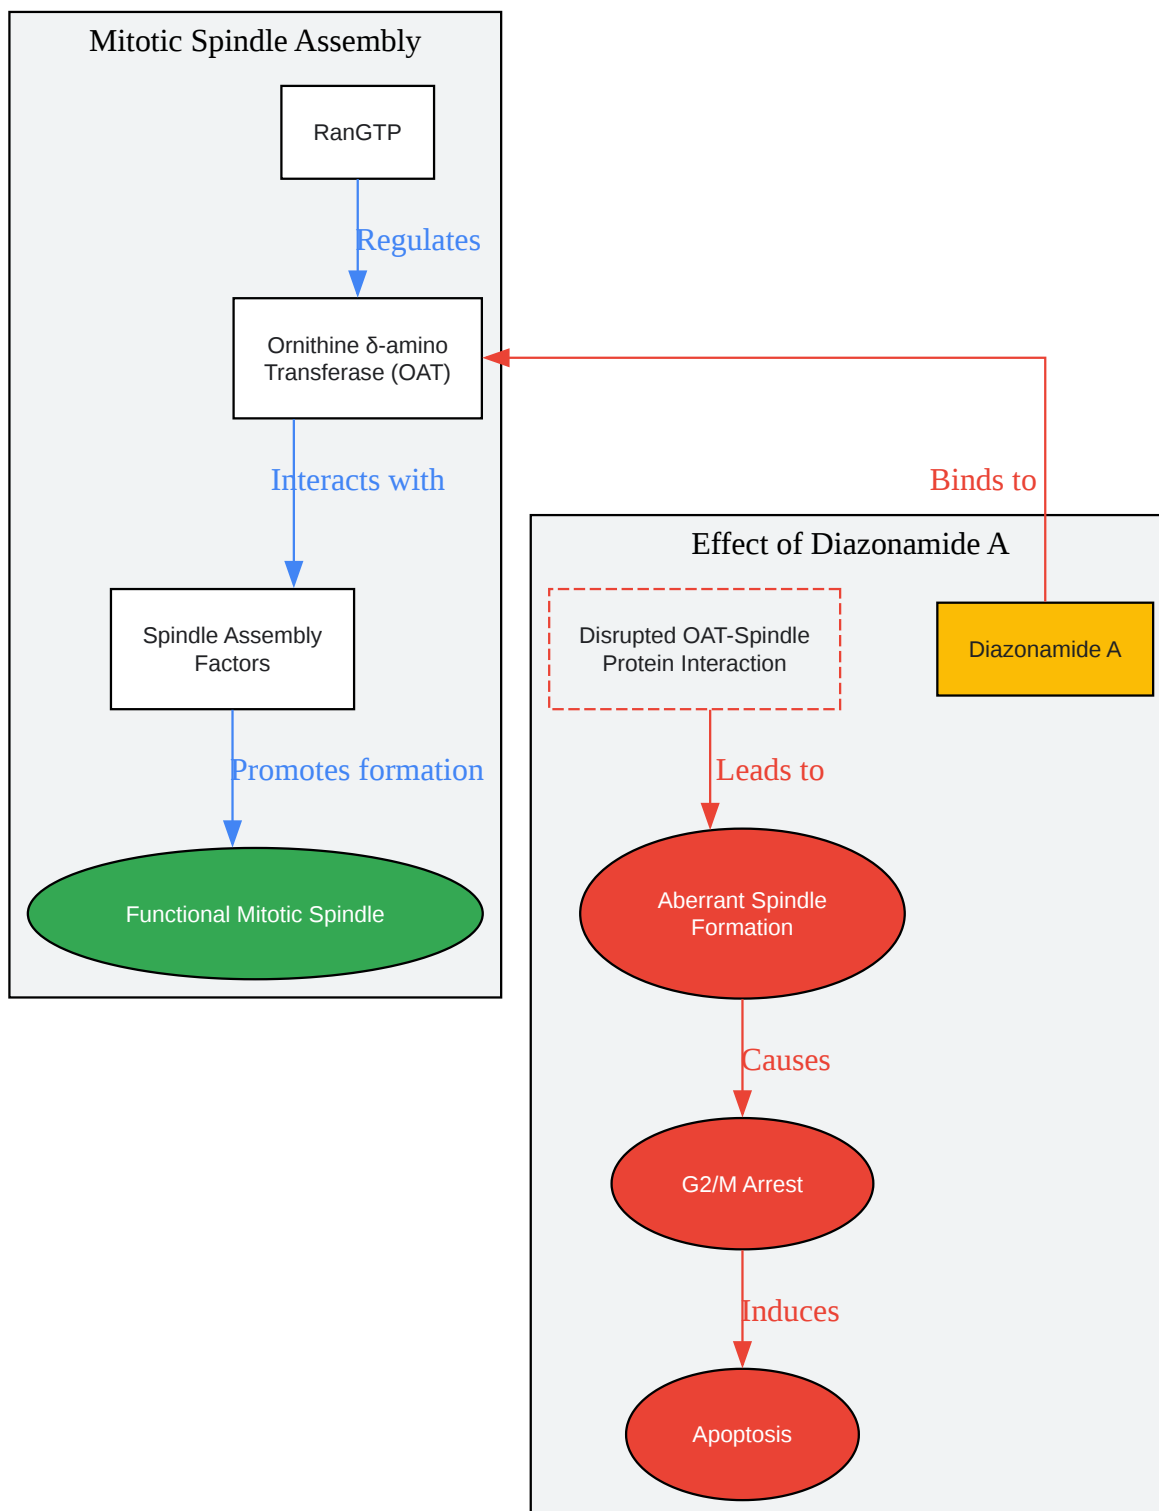 Mitotic Spindle Assembly
RanGTP
Regulates
Ornithine δ-amino
Transferase (OAT)
Interacts with
Binds to
Spindle Assembly
Factors
Promotes formation
Functional Mitotic Spindle
Effect of Diazonamide A
Disrupted OAT-Spindle
Protein Interaction
Diazonamide A
Leads to
Aberrant Spindle
Formation
Causes
G2/M Arrest
Induces
Apoptosis